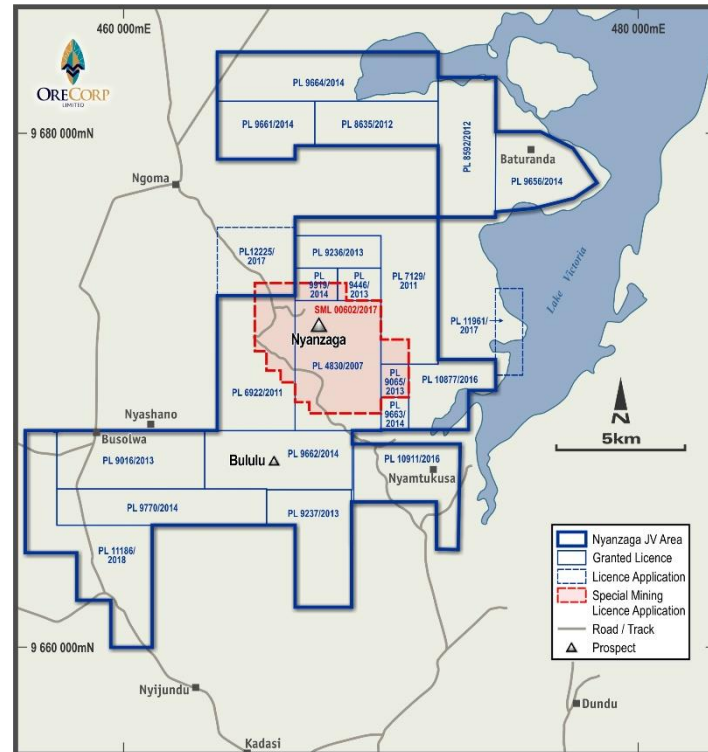 460 000mE
480 000mE
ORECORP
LIMITED
PL 9664/2014
PL 9661/2014
PL 8635/2012
PL 8592/2012
9 680 000mN
Baturanda
PL 9656/2014
Ngoma
PL12225/
2017
PL 9236/2013
PL
9919/
2014
PL
9446/
2013
PL 7129/
2011
Lake Victoria
SML 00602/2017
PL 11961/
2017
Nyanzaga
PL 4830/2007
PL 6922/2011
PL
9065/
2013
PL 10877/2016
PL
9663/
2014
N
5km
Nyashano
Busolwa
PL 9016/2013
Bululu
PL 9662/2014
PL 10911/2016
Nyamtukusa
PL 9770/2014
PL 9237/2013
PL 11186/
2018
Nyanzaga JV Area
Granted Licence
Licence Application
Special Mining
Licence Application
Road / Track
Prospect
9 660 000mN
Nyijundu
Dundu
Kadasi